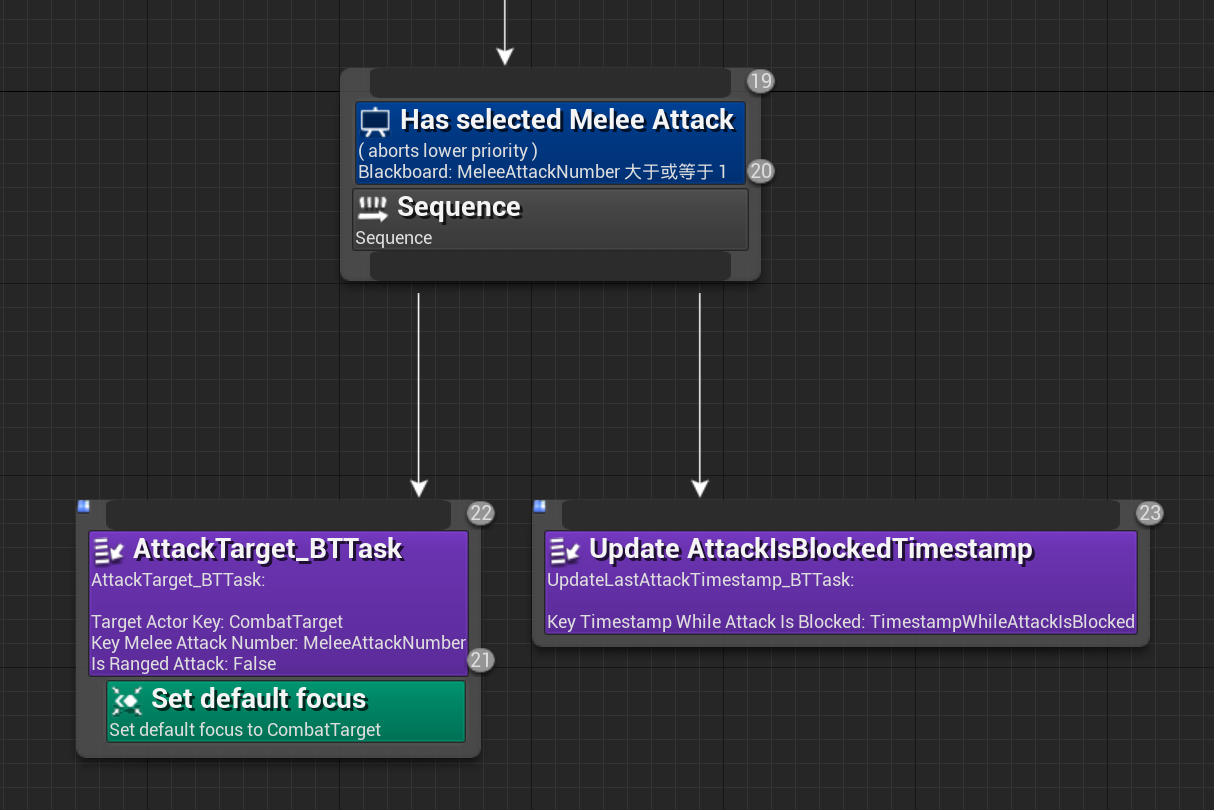 19
Has selected Melee Attack
( aborts lower priority )
Blackboard: MeleeAttackNumber 大于或等于 1
20
Sequence
Sequence
22
AttackTarget_BTTask
AttackTarget_BTTask:
Target Actor Key: CombatTarget
Key Melee Attack Number: MeleeAttackNumber
Is Ranged Attack: False
21
Set default focus
Set default focus to CombatTarget
23
Update AttackIsBlockedTimestamp
UpdateLastAttackTimestamp_BTTask:
Key Timestamp While Attack Is Blocked: TimestampWhileAttackIsBlocked